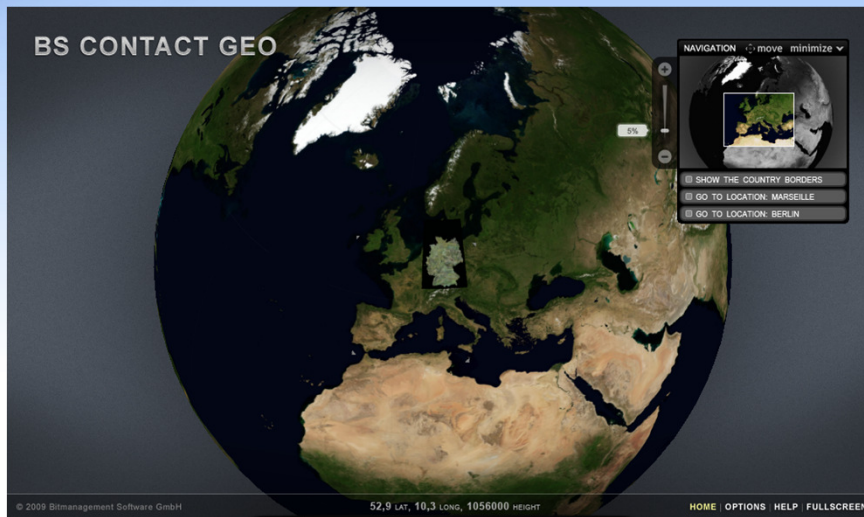 BS CONTACT GEO
NAVIGATION move minimize
5%
SHOW THE COUNTRY BORDERS
GO TO LOCATION: MARSEILLE
GO TO LOCATION: BERLIN
© 2009 Bitmanagement Software GmbH
52,9 LAT, 10,3 LONG, 1056000 HEIGHT
HOME | OPTIONS | HELP | FULLSCREEN